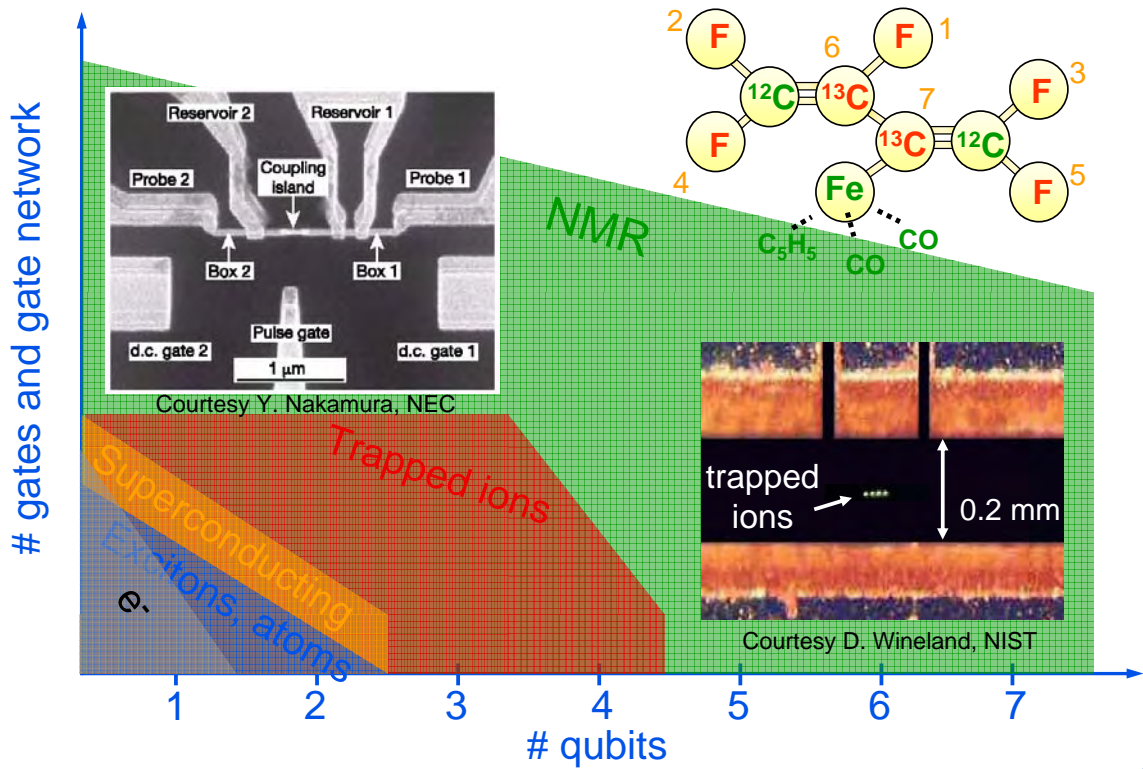 # gates and gate network
2
F
6
F
1
12C
13C
7
3
F
F
13C
12C
4
F
5
Fe
C5H5
CO
CO
Reservoir 2
Reservoir 1
Probe 2
Coupling
island
Probe 1
Box 2
Box 1
Pulse gate
d.c. gate 2
d.c. gate 1
1 μm
Courtesy Y. Nakamura, NEC
NMR
Trapped ions
Superconducting
Excitons, atoms
e-
trapped
ions
0.2 mm
Courtesy D. Wineland, NIST
1 2 3 4 5 6 7
# qubits